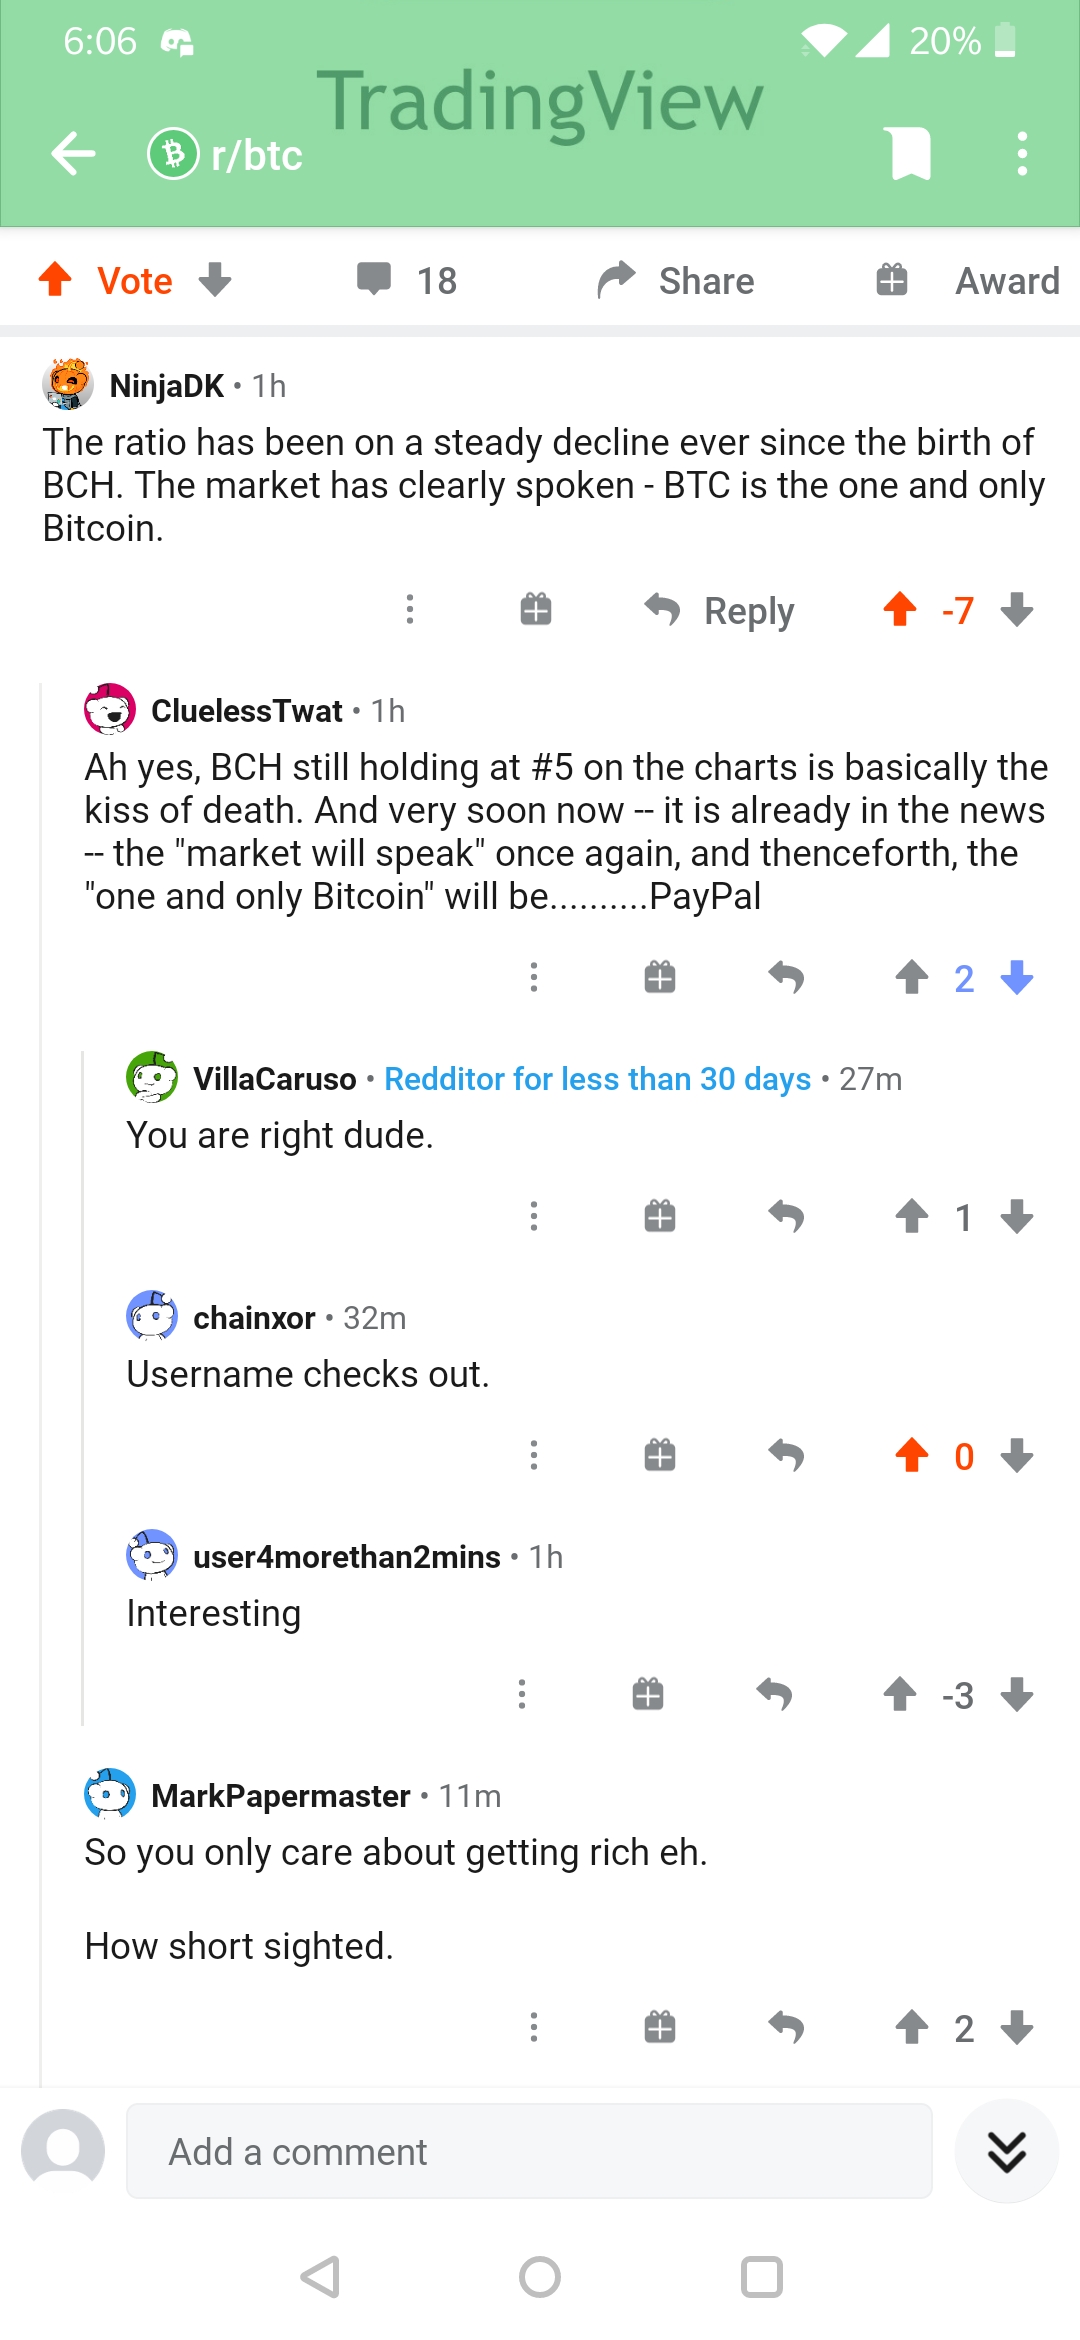 6:06
20%
TradingView
r/btc
Vote
18
Share
Award
NinjaDK • 1h
The ratio has been on a steady decline ever since the birth of
BCH. The market has clearly spoken - BTC is the one and only
Bitcoin.
Reply
-7
CluelessTwat • 1h
Ah yes, BCH still holding at #5 on the charts is basically the
kiss of death. And very soon now -- it is already in the news
-- the "market will speak" once again, and thenceforth, the
"one and only Bitcoin" will be..........PayPal
2
VillaCaruso • Redditor for less than 30 days • 27m
You are right dude.
1
chainxor • 32m
Username checks out.
0
user4morethan2mins • 1h
Interesting
-3
MarkPapermaster • 11m
So you only care about getting rich eh.
How short sighted.
2
Add a comment